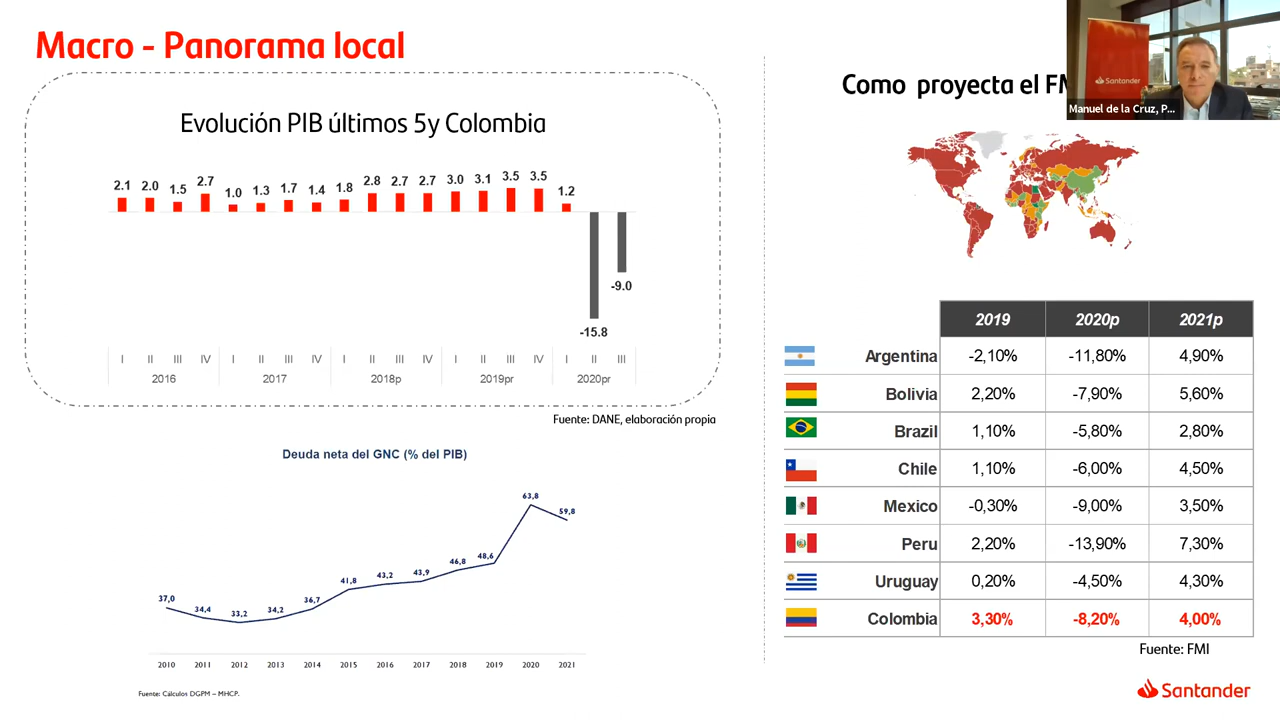 Macro - Panorama local
Evolución PIB últimos 5y Colombia
2.1 2.0 1.5 2.7 1.0 1.3 1.7 1.4 1.8 2.8 2.7 2.7 3.0 3.1 3.5 3.5 1.2
-15.8 -9.0
I II III IV I II III IV I II III IV I II III IV I II III
2016 2017 2018p 2019pr 2020pr
Fuente: DANE, elaboración propia
Deuda neta del GNC (% del PIB)
37,0 34,4 33,2 34,2 36,7 41,8 43,2 43,9 46,8 48,6 63,8 59,8
2010 2011 2012 2013 2014 2015 2016 2017 2018 2019 2020 2021
Fuente: Cálculos DGPM – MHCP.
Como proyecta el
Santander
Manuel de la Cruz, P...
2019 2020p 2021p
Argentina -2,10% -11,80% 4,90%
Bolivia 2,20% -7,90% 5,60%
Brazil 1,10% -5,80% 2,80%
Chile 1,10% -6,00% 4,50%
Mexico -0,30% -9,00% 3,50%
Peru 2,20% -13,90% 7,30%
Uruguay 0,20% -4,50% 4,30%
Colombia 3,30% -8,20% 4,00%
Fuente: FMI
Santander